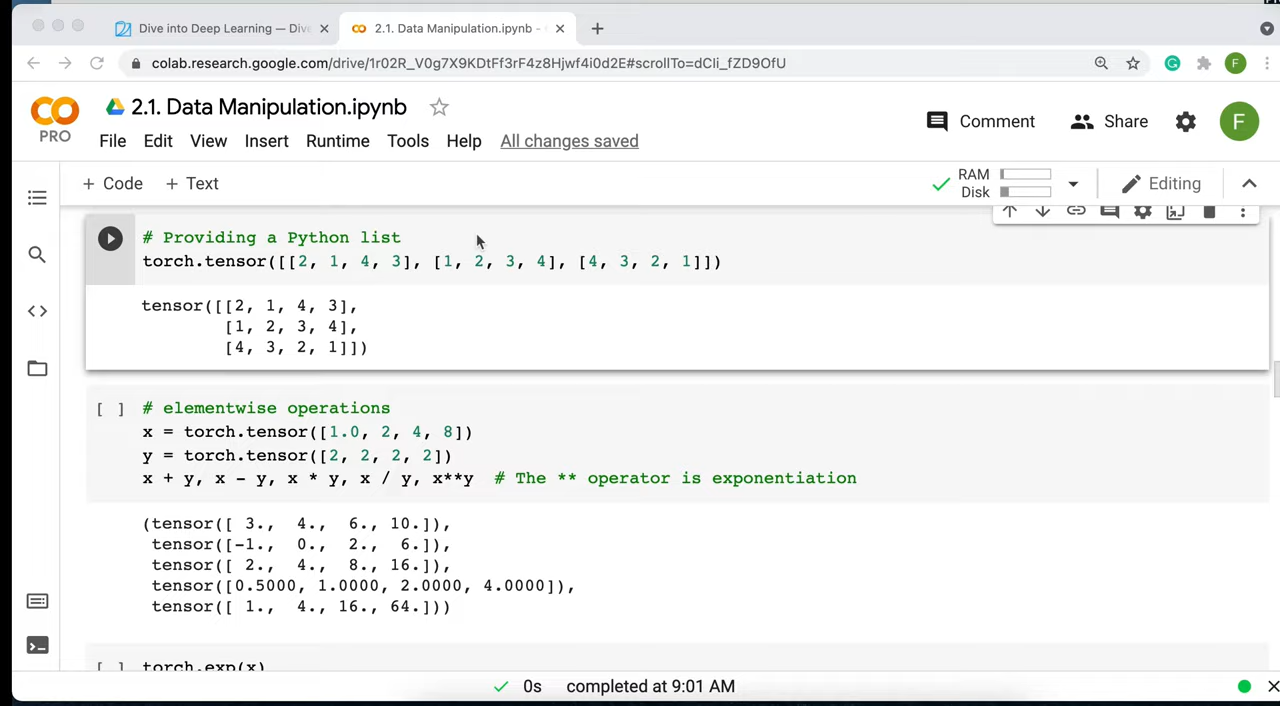 Dive into Deep Learning — Dive
2.1. Data Manipulation.ipynb -
colab.research.google.com/drive/1r02R_V0g7X9KDtFf3rF4z8Hjwf4i0d2E#scrollTo=dCli_fZD9OfU
F
CO
PRO
2.1. Data Manipulation.ipynb
File Edit View Insert Runtime Tools Help All changes saved
Comment
Share
F
+ Code + Text
RAM
Disk
Editing
# Providing a Python list
torch.tensor([[2, 1, 4, 3], [1, 2, 3, 4], [4, 3, 2, 1]])
tensor([[2, 1, 4, 3],
[1, 2, 3, 4],
[4, 3, 2, 1]])
[ ] # elementwise operations
x = torch.tensor([1.0, 2, 4, 8])
y = torch.tensor([2, 2, 2, 2])
x + y, x - y, x * y, x / y, x**y # The ** operator is exponentiation
(tensor([ 3., 4., 6., 10.]),
tensor([-1., 0., 2., 6.]),
tensor([ 2., 4., 8., 16.]),
tensor([0.5000, 1.0000, 2.0000, 4.0000]),
tensor([ 1., 4., 16., 64.]))
[ ] torch.exp(x)
0s completed at 9:01 AM